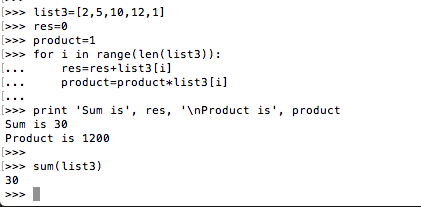 [>>> list3=[2,5,10,12,1]
[>>> res=0
[>>> product=1
[>>> for i in range(len(list3)):
[...     res=res+list3[i]
[...     product=product*list3[i]
[...
[>>> print 'Sum is', res, '\nProduct is', product
Sum is 30
Product is 1200
[>>>
[>>> sum(list3)
30
>>>